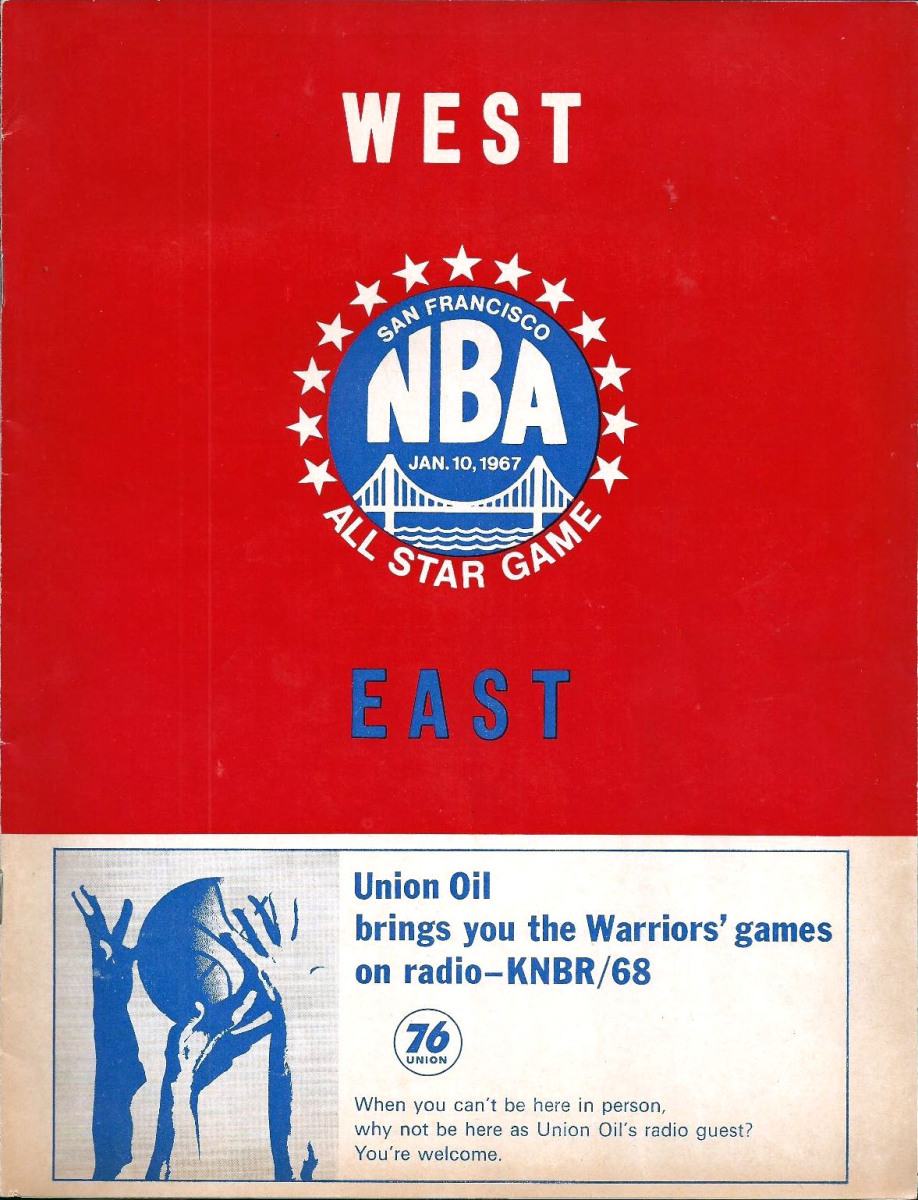 WEST
SAN FRANCISCO
NBA
JAN. 10, 1967
ALL STAR GAME
EAST
Union Oil
brings you the Warriors' games
on radio–KNBR/68
76
UNION
When you can't be here in person,
why not be here as Union Oil's radio guest?
You're welcome.